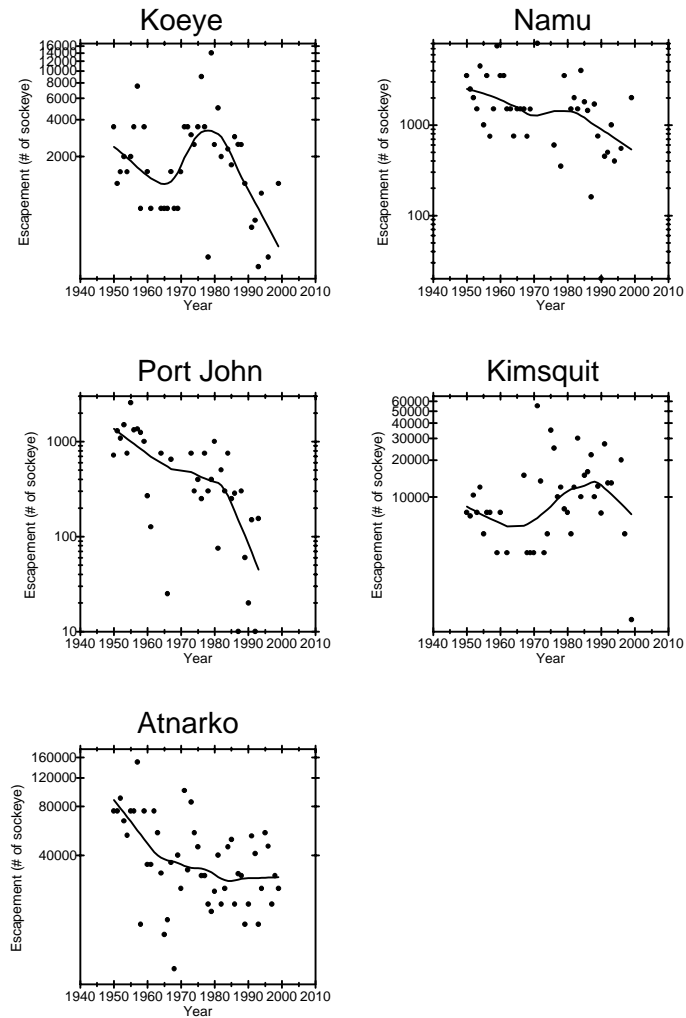 Koeye
Escapement (# of sockeye)
16000
14000
12000
10000
8000
6000
4000
2000
1940 1950 1960 1970 1980 1990 2000 2010
Year
Namu
Escapement (# of sockeye)
1000
100
1940 1950 1960 1970 1980 1990 2000 2010
Year
Port John
Escapement (# of sockeye)
1000
100
10
1940 1950 1960 1970 1980 1990 2000 2010
Year
Kimsquit
Escapement (# of sockeye)
60000
50000
40000
30000
20000
10000
1940 1950 1960 1970 1980 1990 2000 2010
Year
Atnarko
Escapement (# of sockeye)
160000
120000
80000
40000
1940 1950 1960 1970 1980 1990 2000 2010
Year